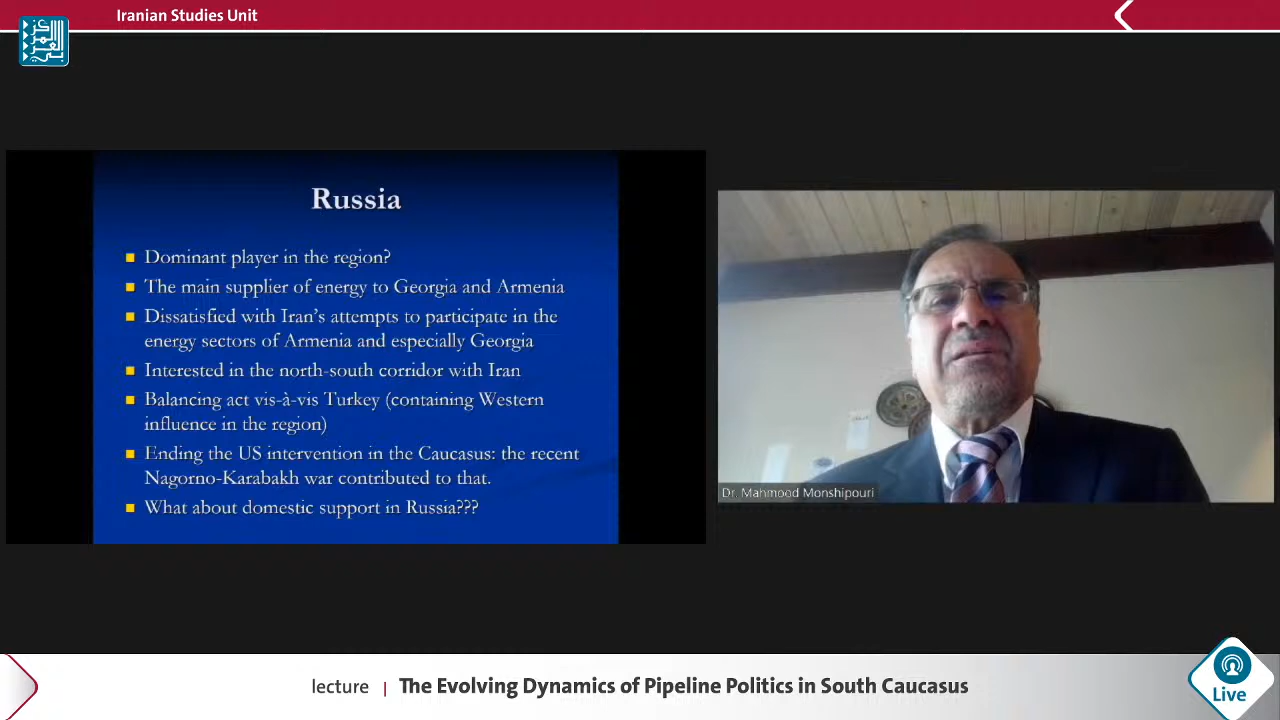 Iranian Studies Unit
المركز العربي
Russia
Dominant player in the region?
The main supplier of energy to Georgia and Armenia
Dissatisfied with Iran's attempts to participate in the
energy sectors of Armenia and especially Georgia
Interested in the north-south corridor with Iran
Balancing act vis-à-vis Turkey (containing Western
influence in the region)
Ending the US intervention in the Caucasus: the recent
Nagorno-Karabakh war contributed to that.
What about domestic support in Russia???
Dr. Mahmood Monshipouri
lecture | The Evolving Dynamics of Pipeline Politics in South Caucasus
Live